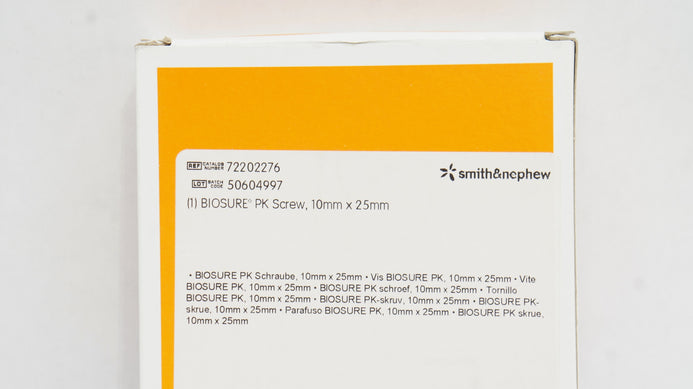 REF CATALOG NUMBER 72202276
smith&nephew
LOT BATCH CODE 50604997
(1) BIOSURE® PK Screw, 10mm x 25mm
• BIOSURE PK Schraube, 10mm x 25mm • Vis BIOSURE PK, 10mm x 25mm • Vite
BIOSURE PK, 10mm x 25mm • BIOSURE PK schroef, 10mm x 25mm • Tornillo
BIOSURE PK, 10mm x 25mm • BIOSURE PK-skruv, 10mm x 25mm • BIOSURE PK-
skrue, 10mm x 25mm • Parafuso BIOSURE PK, 10mm x 25mm • BIOSURE PK skrue,
10mm x 25mm